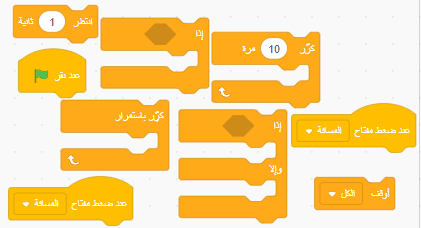 انتظر 1 ثانية
إذا
كرّر 10 مرة
عند نقر
كرّر باستمرار
إذا
وإلا
عند ضغط مفتاح المسافة
أوقف الكل
عند ضغط مفتاح المسافة